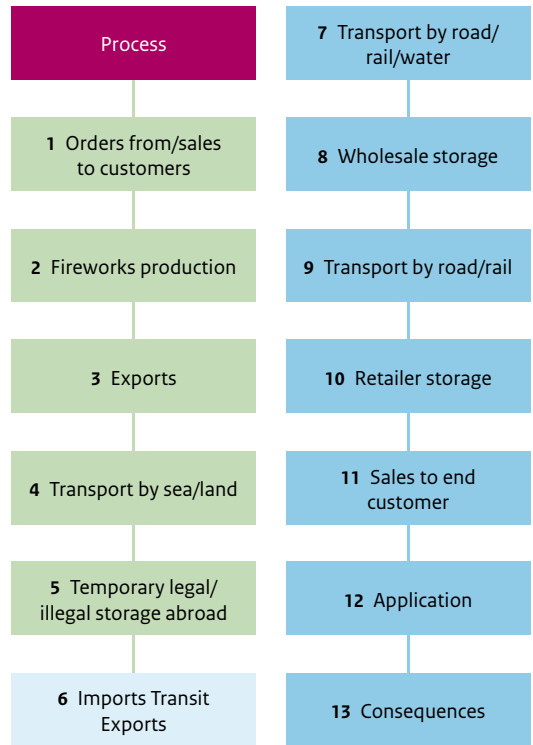 Process
1 Orders from/sales
to customers
2 Fireworks production
3 Exports
4 Transport by sea/land
5 Temporary legal/
illegal storage abroad
6 Imports Transit
Exports
7 Transport by road/
rail/water
8 Wholesale storage
9 Transport by road/rail
10 Retailer storage
11 Sales to end
customer
12 Application
13 Consequences